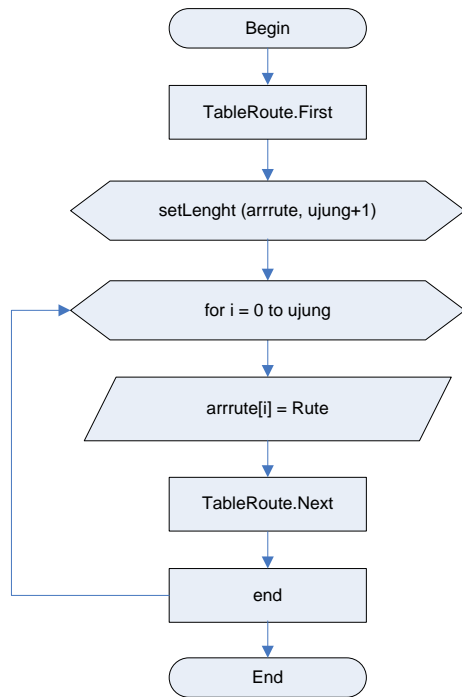 Begin
TableRoute.First
setLenght (arrrute, ujung+1)
for i = 0 to ujung
arrrute[i] = Rute
TableRoute.Next
end
End